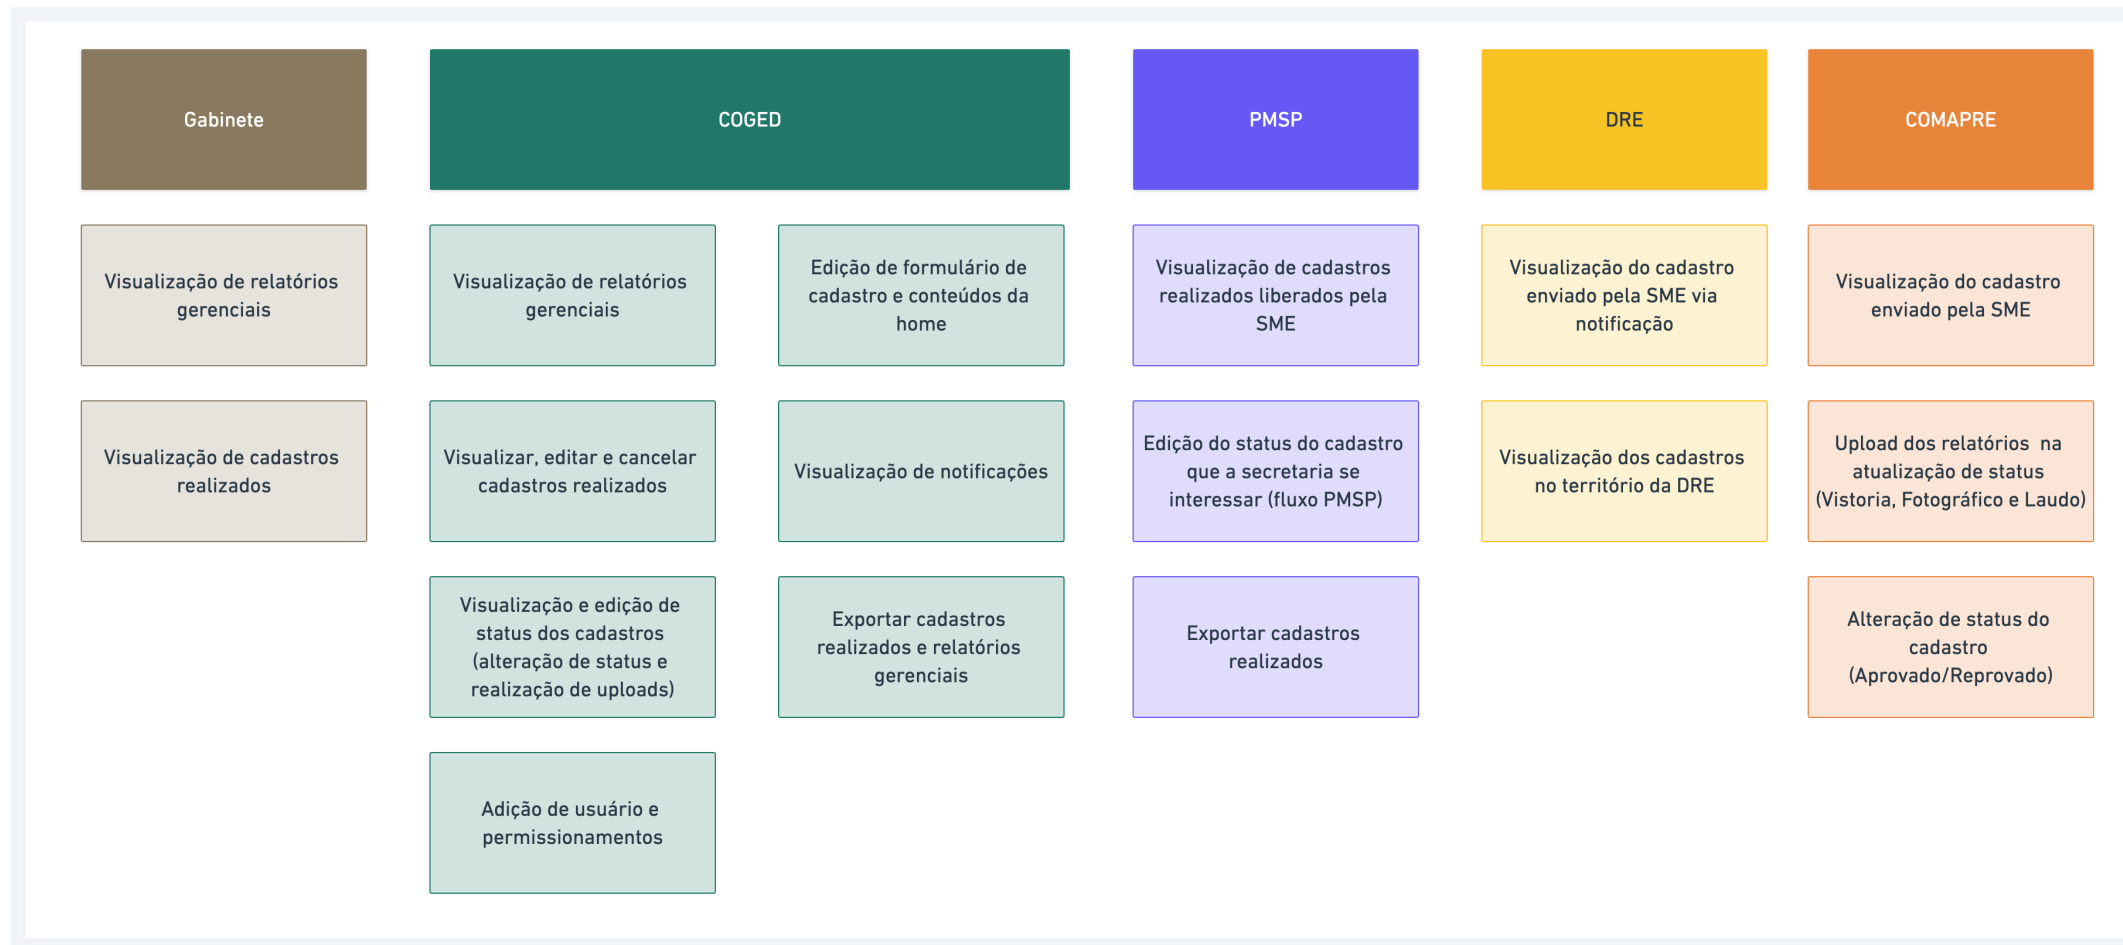 Gabinete
COGED
PMSP
DRE
COMAPRE
Visualização de relatórios
gerenciais
Visualização de relatórios
gerenciais
Edição de formulário de
cadastro e conteúdos da
home
Visualização de cadastros
realizados liberados pela
SME
Visualização do cadastro
enviado pela SME via
notificação
Visualização do cadastro
enviado pela SME
Visualização de cadastros
realizados
Visualizar, editar e cancelar
cadastros realizados
Visualização de notificações
Edição do status do cadastro
que a secretaria se
interessar (fluxo PMSP)
Visualização dos cadastros
no território da DRE
Upload dos relatórios na
atualização de status
(Vistoria, Fotográfico e Laudo)
Visualização e edição de
status dos cadastros
(alteração de status e
realização de uploads)
Exportar cadastros
realizados e relatórios
gerenciais
Exportar cadastros
realizados
Alteração de status do
cadastro
(Aprovado/Reprovado)
Adição de usuário e
permissionamentos